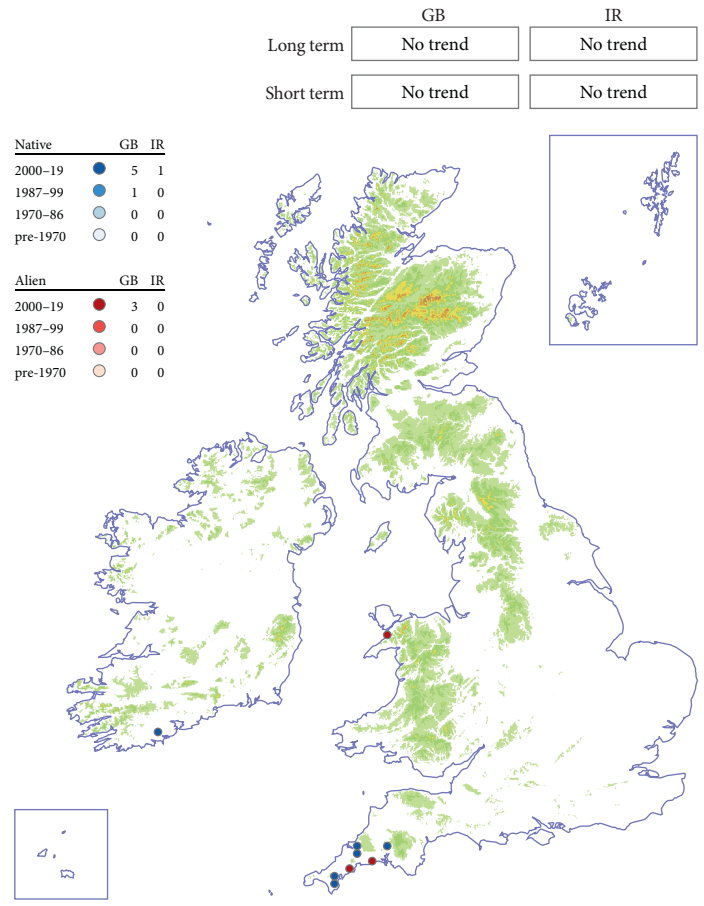 GB IR
Long term No trend No trend
Short term No trend No trend
Native GB IR
2000–19 5 1
1987–99 1 0
1970–86 0 0
pre-1970 0 0
Alien GB IR
2000–19 3 0
1987–99 0 0
1970–86 0 0
pre-1970 0 0